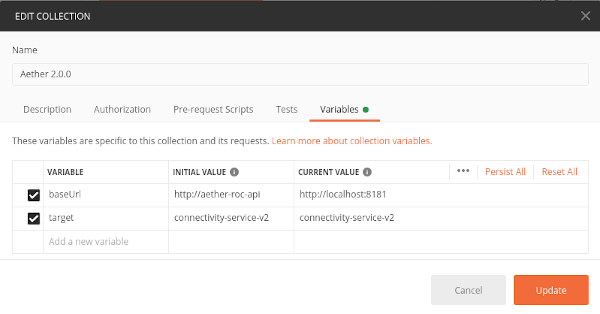 EDIT COLLECTION
Name
Aether 2.0.0
Description Authorization Pre-request Scripts Tests Variables
These variables are specific to this collection and its requests. Learn more about collection variables.
VARIABLE INITIAL VALUE CURRENT VALUE Persist All Reset All
baseUrl http://aether-roc-api http://localhost:8181
target connectivity-service-v2 connectivity-service-v2
Add a new variable
Cancel Update